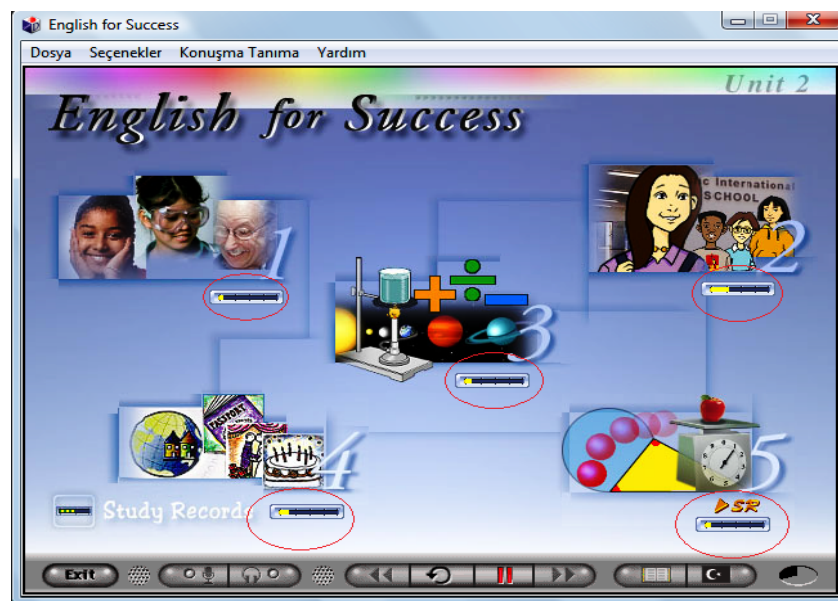 English for Success
Dosya Seçenekler Konuşma Tanıma Yardım
Unit 2
English for Success
1
c International
SCHOOL
2
3
PASSPORT
4
5
SR
Study Records
Exit